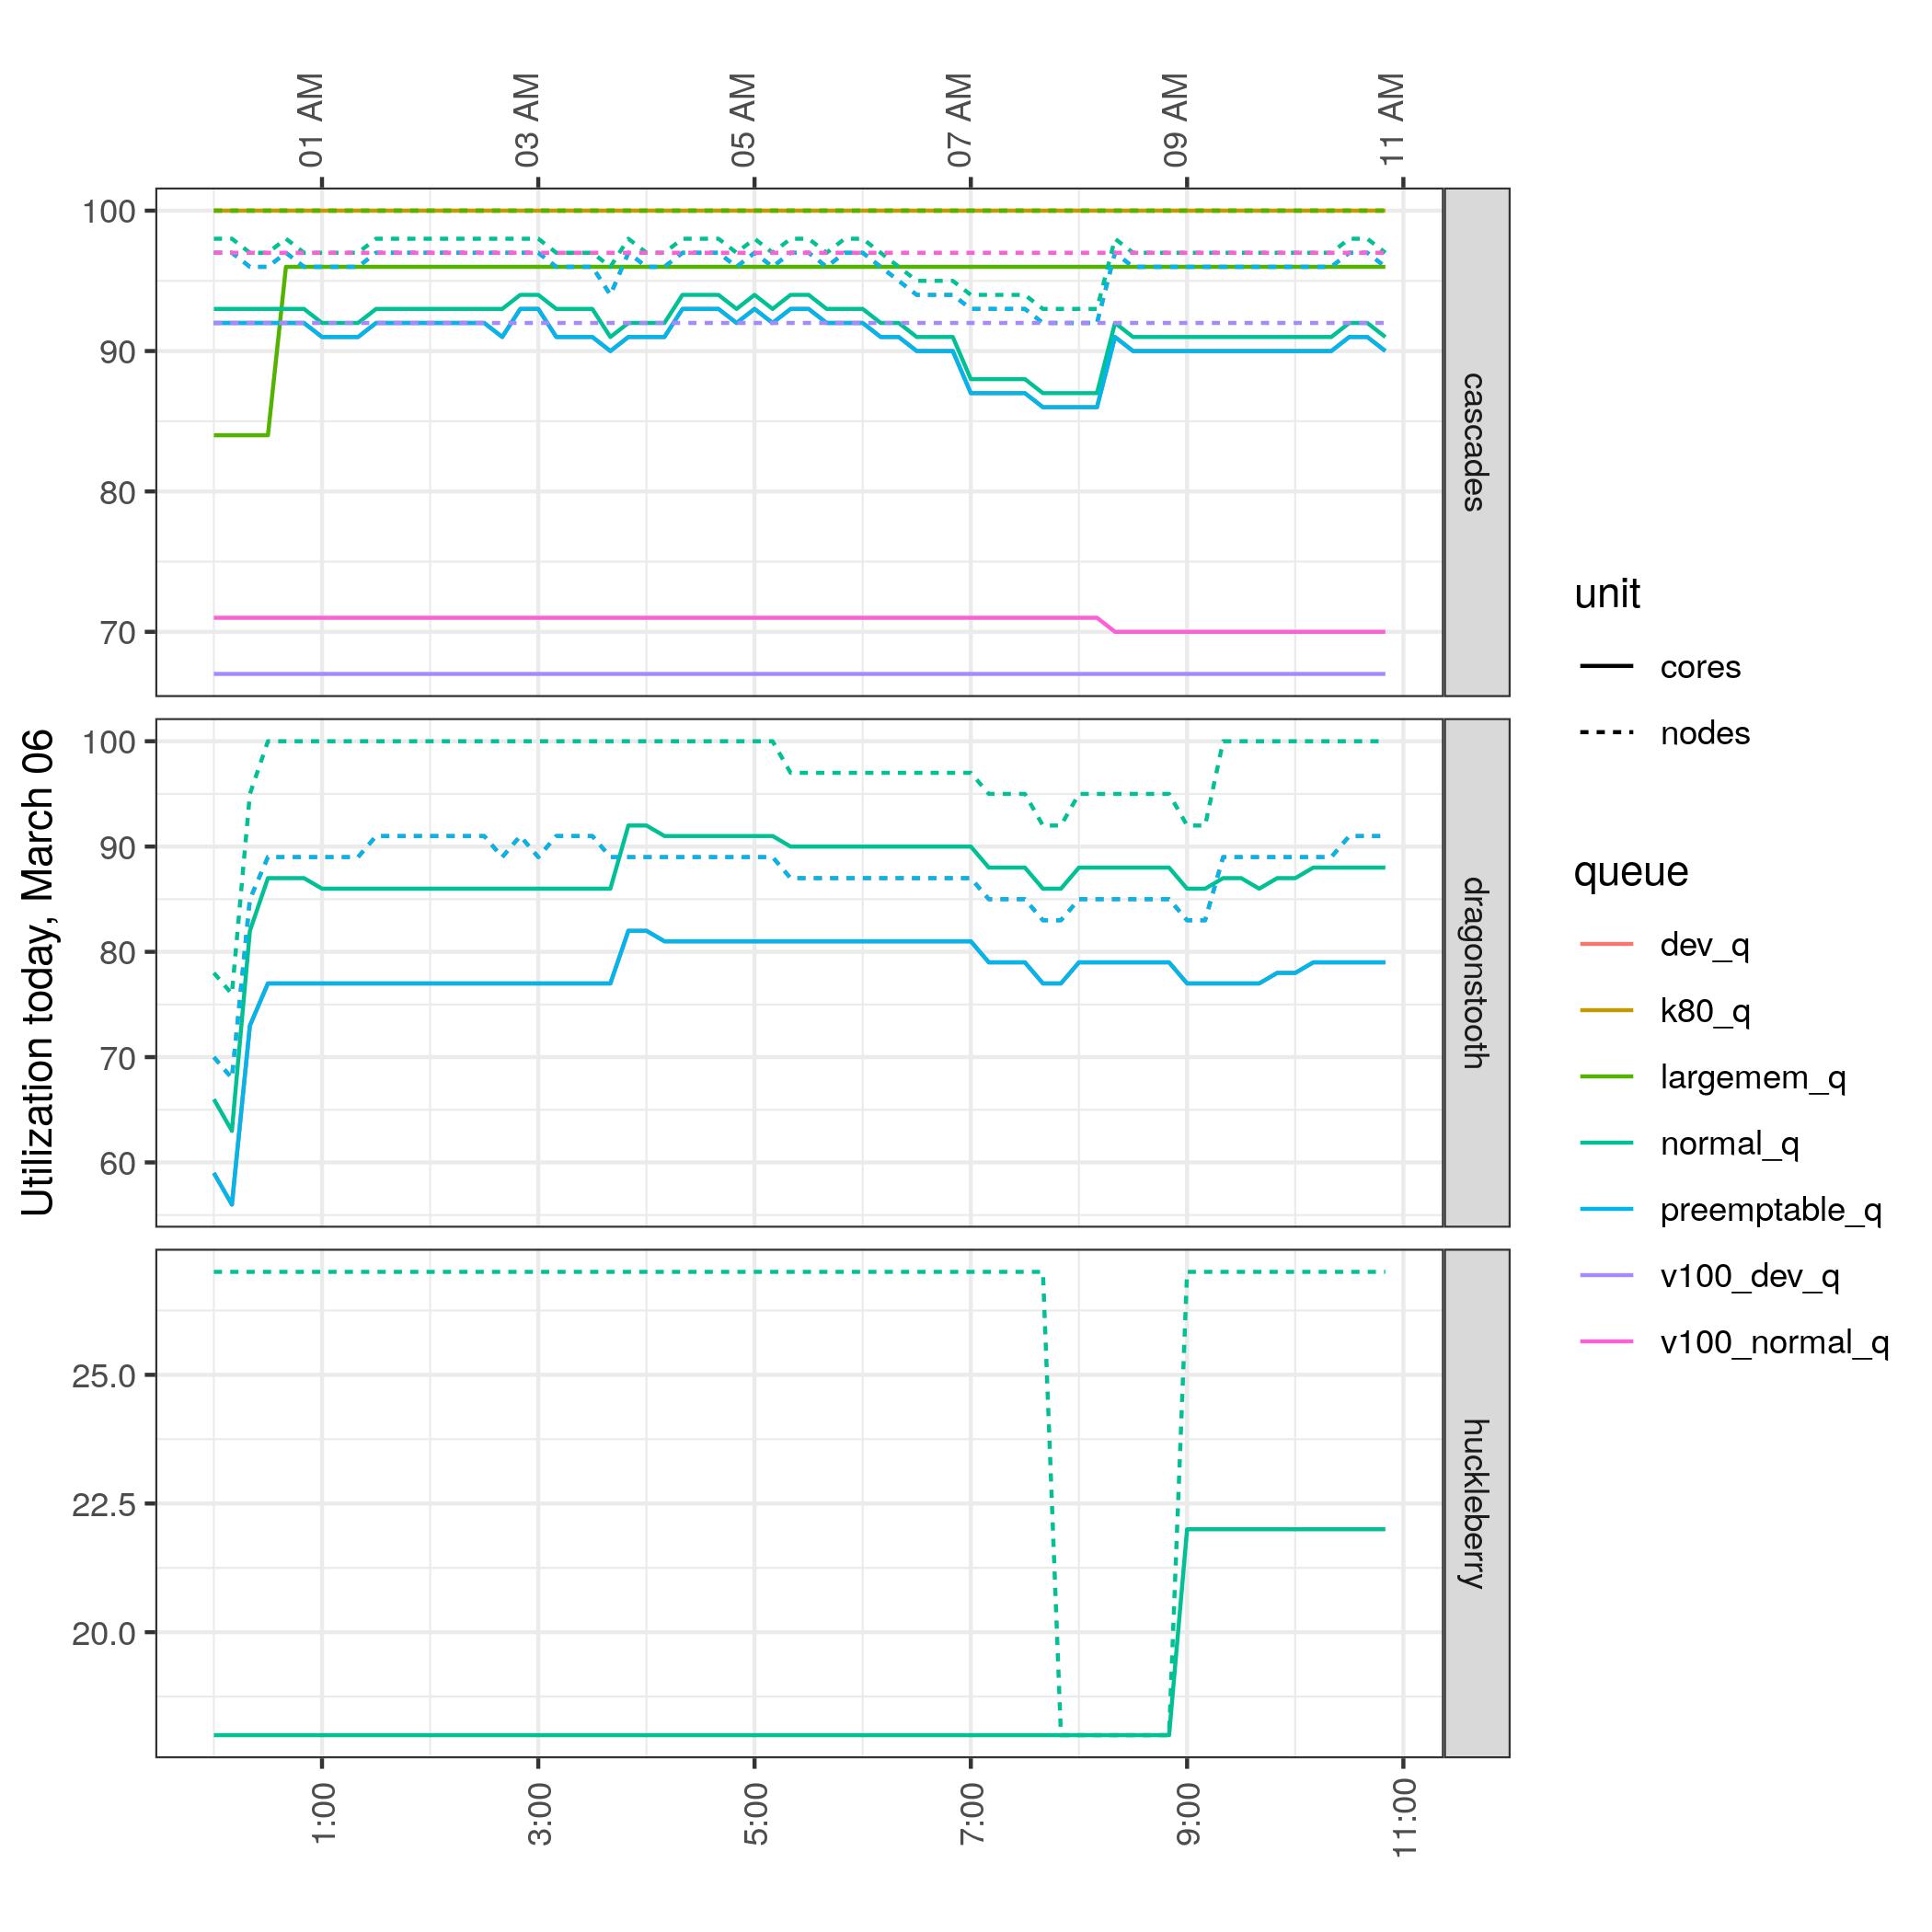 01 AM
03 AM
05 AM
07 AM
09 AM
11 AM
100
90
80
70
cascades
Utilization today, March 06
100
90
80
70
60
dragonstooth
25.0
22.5
20.0
huckleberry
1:00
3:00
5:00
7:00
9:00
11:00
unit
cores
nodes
queue
dev_q
k80_q
largemem_q
normal_q
preemptable_q
v100_dev_q
v100_normal_q